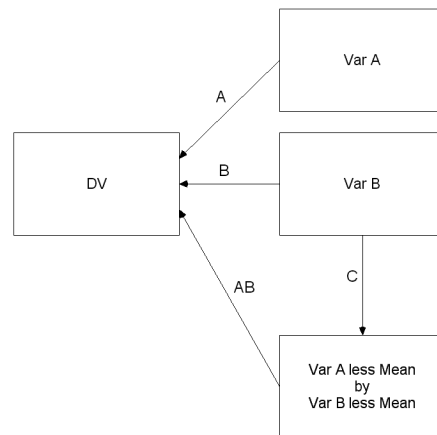 Var A
A
DV
B
Var B
AB
C
Var A less Mean
by
Var B less Mean